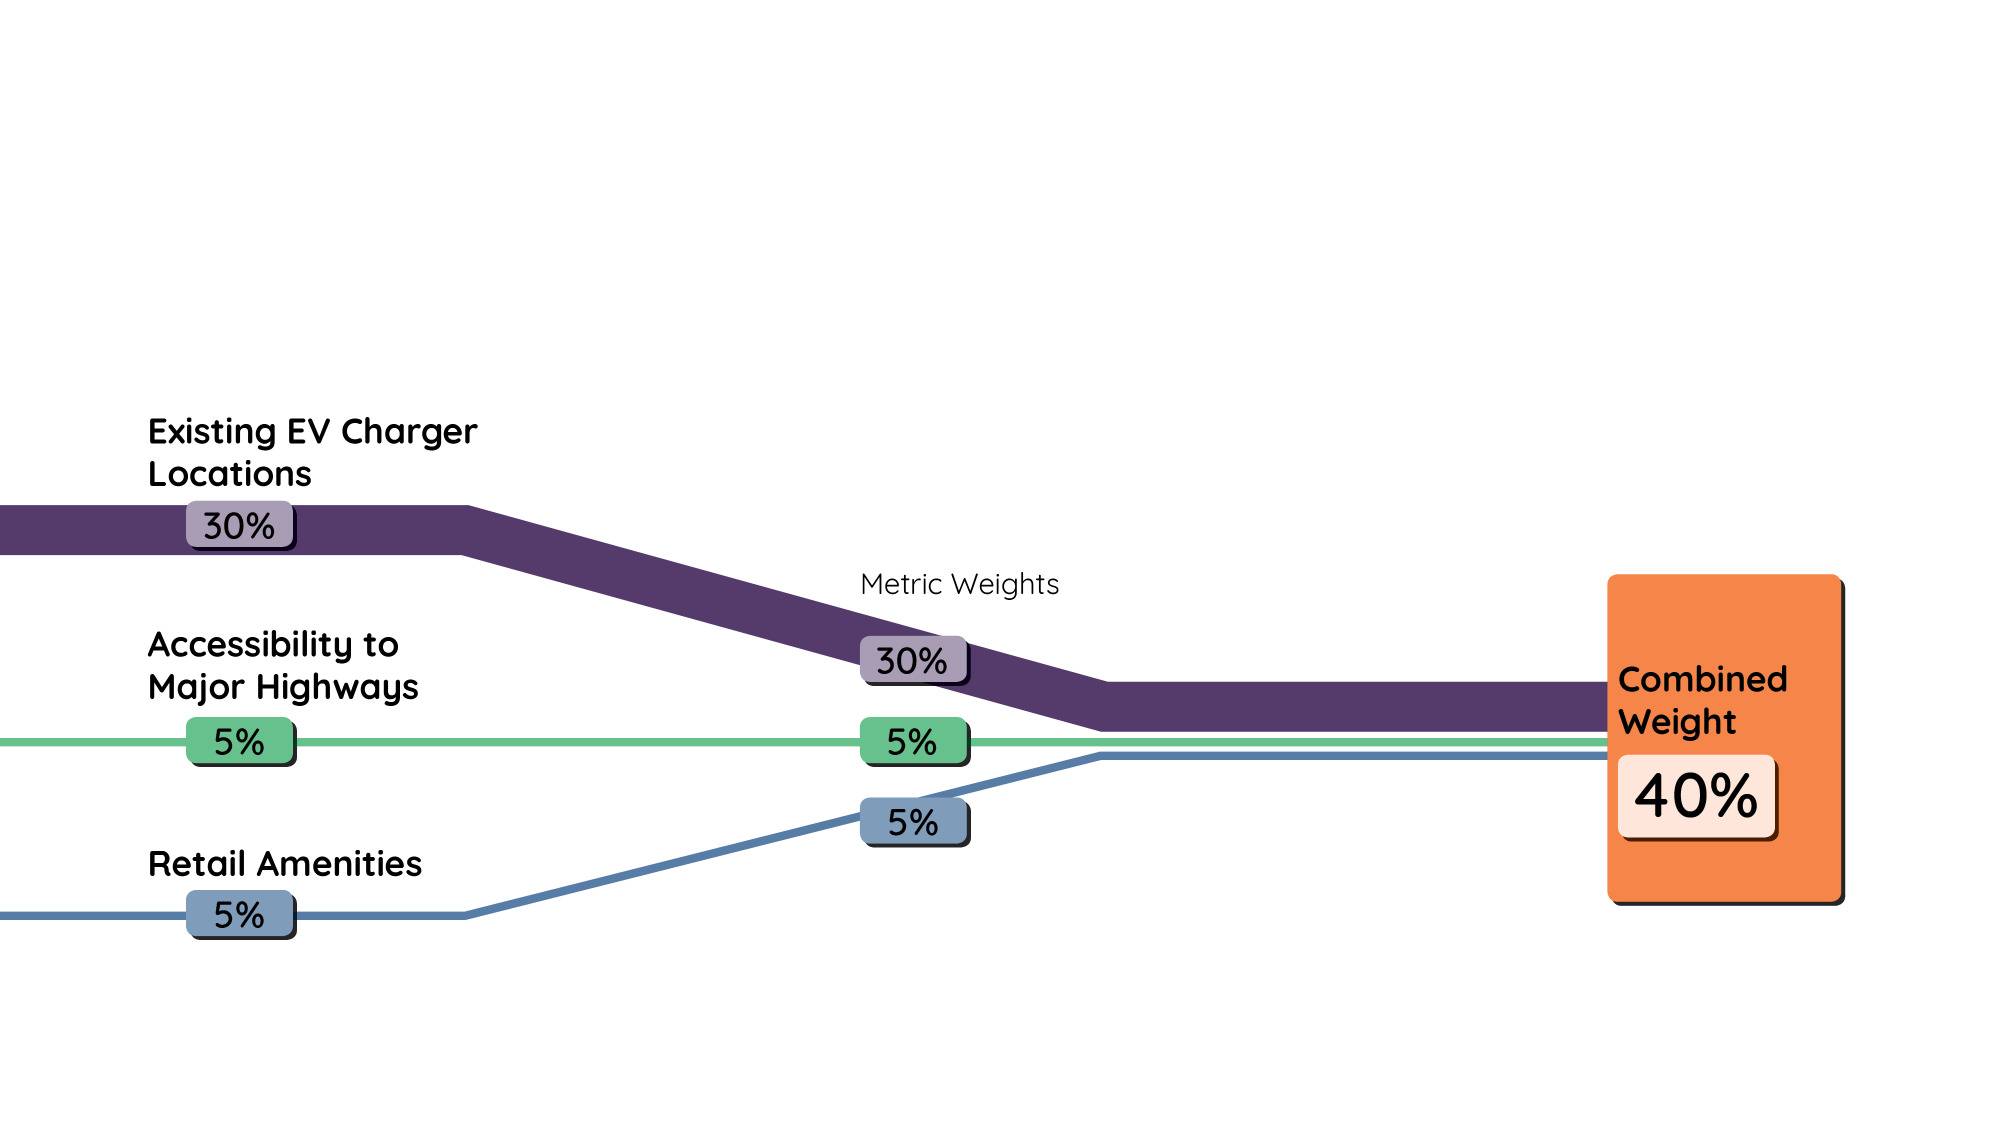 Existing EV Charger
Locations
30%
Accessibility to
Major Highways
5%
Retail Amenities
5%
Metric Weights
30%
5%
5%
Combined
Weight
40%